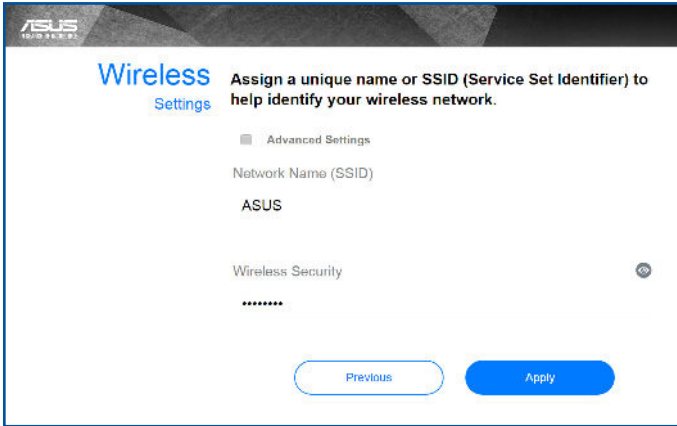 ASUS
Wireless
Settings
Assign a unique name or SSID (Service Set Identifier) to
help identify your wireless network.
Advanced Settings
Network Name (SSID)
ASUS
Wireless Security
••••••••
Previous
Apply